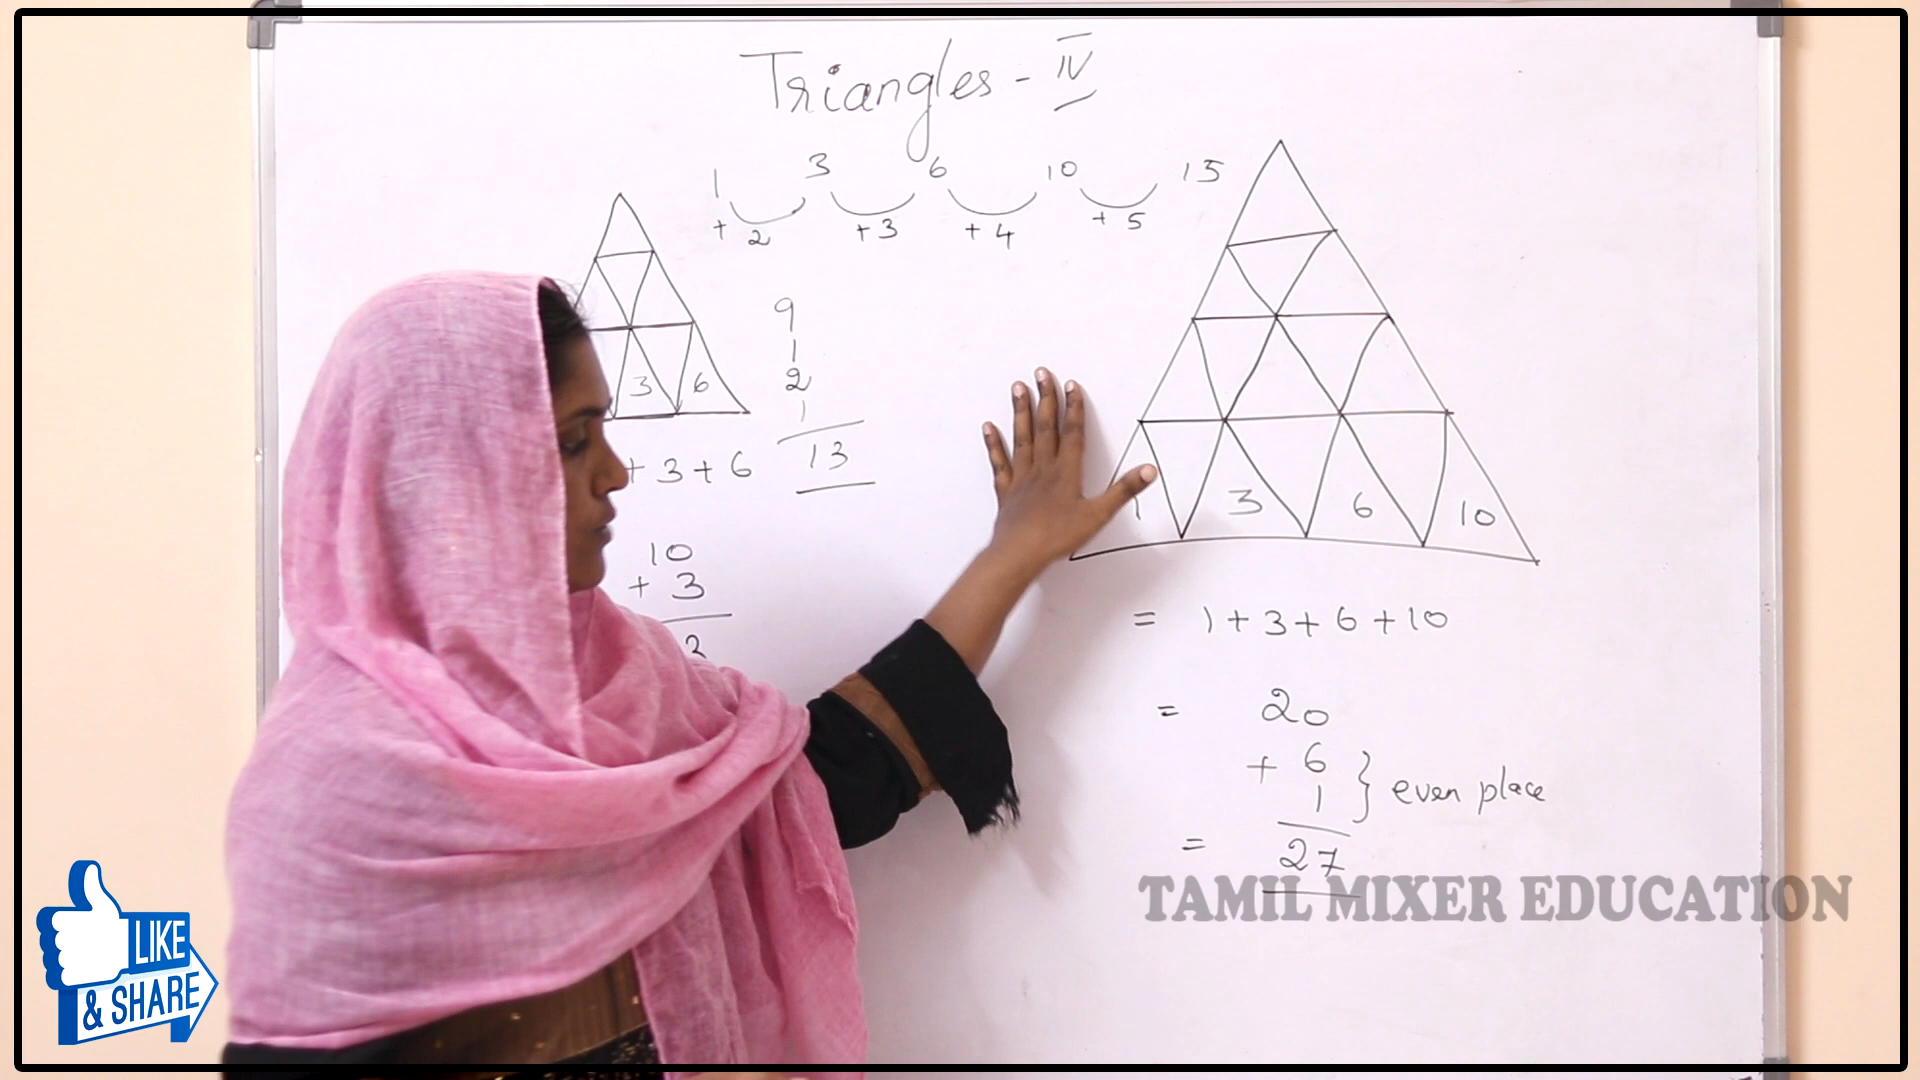 Triangles - IV
1 3 6 10 15
+2 +3 +4 +5
3 6
9
1
2
1
13
+ 3 + 6
10
+ 3
3
1 3 6 10
= 1 + 3 + 6 + 10
= 20
+ 6
1 } even place
= 27
TAMIL MIXER EDUCATION
LIKE
& SHARE